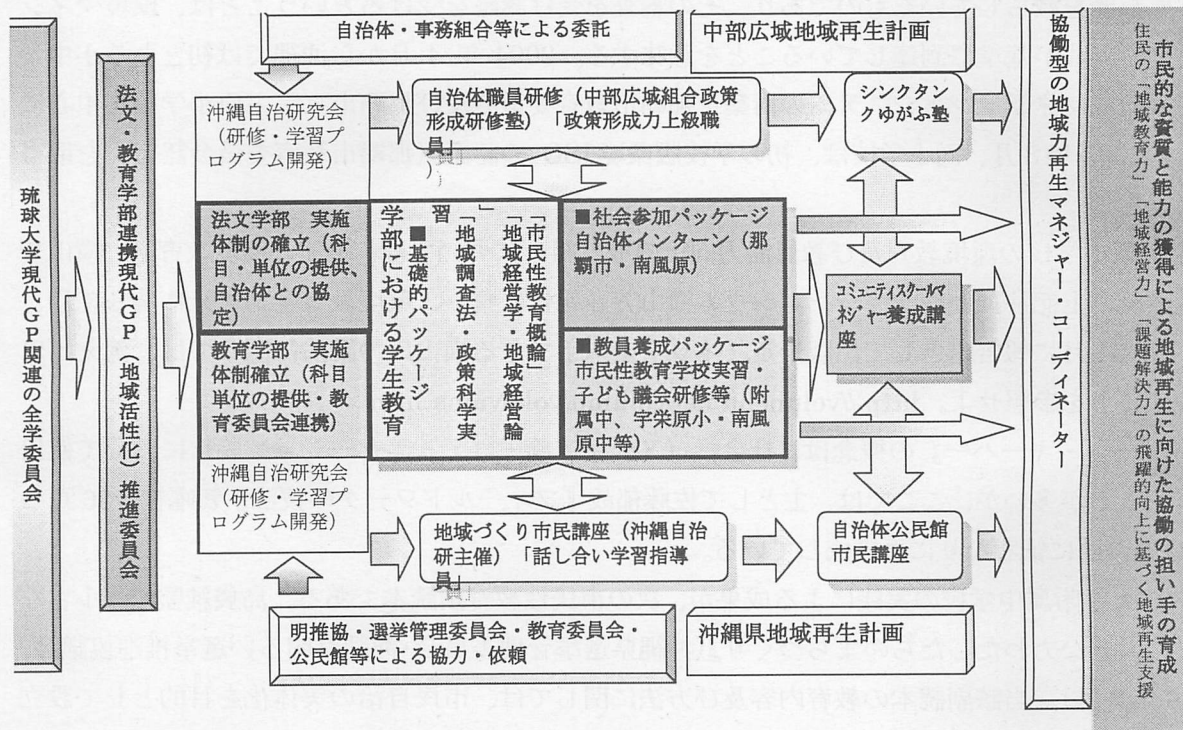 琉球大学現代GP関連の全学委員会
法文・教育学部連携現代GP（地域活性化）推進委員会
自治体・事務組合等による委託
中部広域地域再生計画
沖縄自治研究会
（研修・学習プ
ログラム開発）
自治体職員研修（中部広域組合政策
形成研修塾）「政策形成力上級職
員」
）
シンクタン
クゆがふ塾
法文学部　実施
体制の確立（科
目・単位の提供、
自治体との協
定）
教育学部　実施
体制確立（科目
単位の提供・教
育委員会連携）
学部における学生教育
■基礎的パッケージ
「市民性教育概論」
「地域経営学・地域経営論
」
「地域調査法・政策科学実
習
■社会参加パッケージ
自治体インターン（那
覇市・南風原）
■教員養成パッケージ
市民性教育学校実習・
子ども議会研修等（附
属中、宇栄原小・南風
原中等）
コミュニティスクールマ
ネジャー養成講
座
沖縄自治研究会
（研修・学習プ
ログラム開発）
地域づくり市民講座（沖縄自治
研主催）「話し合い学習指導
員」
自治体公民館
市民講座
明推協・選挙管理委員会・教育委員会・
公民館等による協力・依頼
沖縄県地域再生計画
協働型の地域力再生マネジャー・コーディネーター
市民的な資質と能力の獲得による地域再生に向けた協働の担い手の育成
住民の「地域教育力」「地域経営力」「課題解決力」の飛躍的向上に基づく地域再生支援